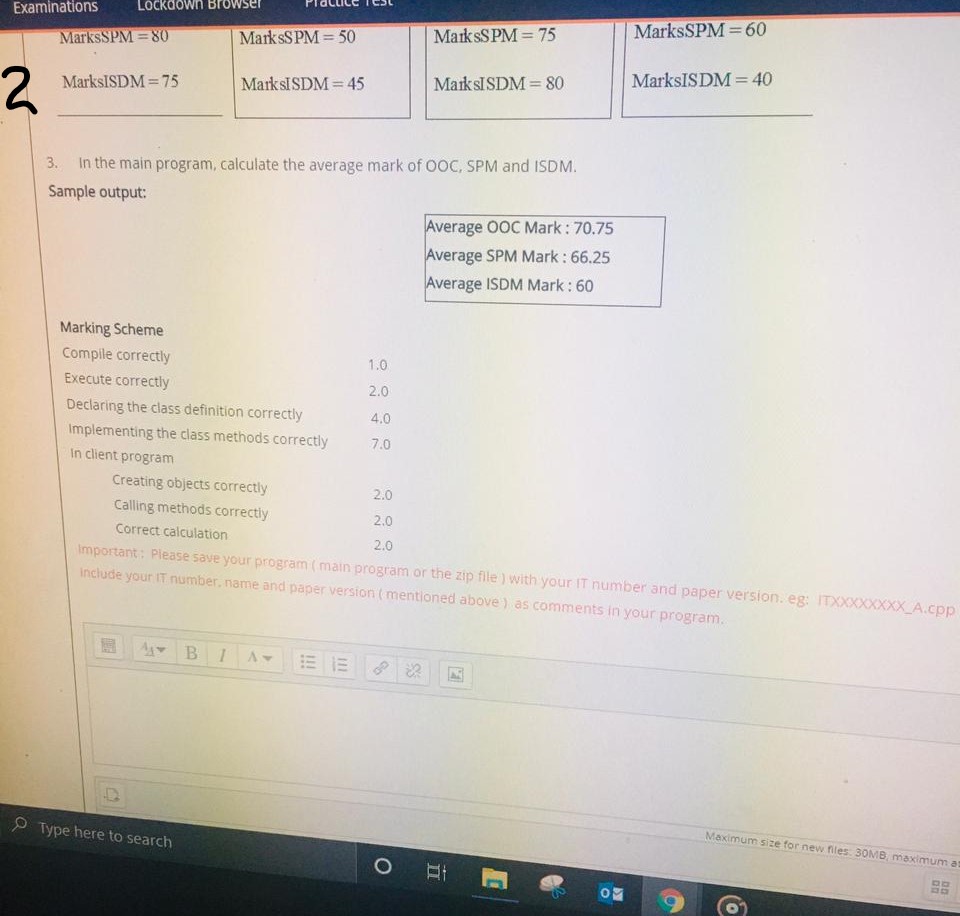 Examinations Lockdown Browser Practice Test
MarksSPM = 80 MarksSPM = 50 MarksSPM = 75 MarksSPM = 60
2
MarksISDM = 75 MarksISDM = 45 MarksISDM = 80 MarksISDM = 40
3. In the main program, calculate the average mark of OOC, SPM and ISDM.
Sample output:
Average OOC Mark : 70.75
Average SPM Mark : 66.25
Average ISDM Mark : 60
Marking Scheme
Compile correctly 1.0
Execute correctly 2.0
Declaring the class definition correctly 4.0
Implementing the class methods correctly 7.0
In client program
Creating objects correctly 2.0
Calling methods correctly 2.0
Correct calculation 2.0
Important : Please save your program ( main program or the zip file ) with your IT number and paper version. eg: ITXXXXXXXX_A.cpp
Include your IT number, name and paper version ( mentioned above ) as comments in your program.
B I A
Maximum size for new files: 30MB, maximum
Type here to search